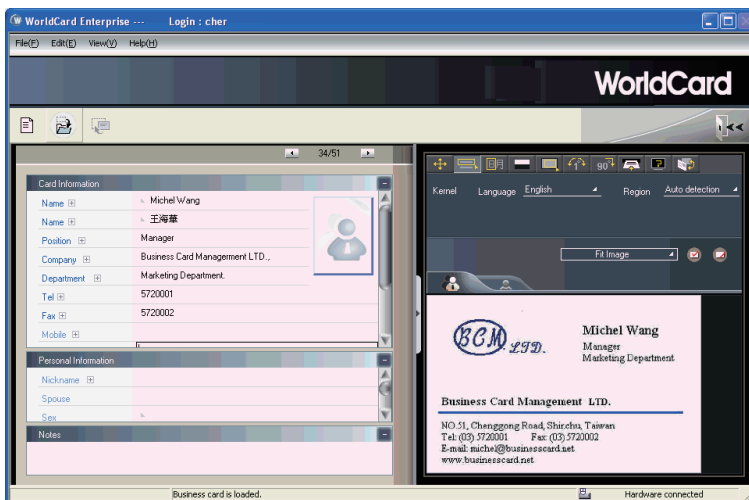 WorldCard Enterprise --- Login : cher
File(F) Edit(E) View(V) Help(H)
WorldCard
34/51
Card Information
Name Michel Wang
Name 王海華
Position Manager
Company Business Card Managerment LTD.,
Department Marketing Department.
Tel 5720001
Fax 5720002
Mobile
Personal Information
Nickname
Spouse
Sex
Notes
Kernel Language English Region Auto detection
Fit Image
BCM LTD.
Michel Wang
Manager
Marketing Department
Business Card Management LTD.
NO.51, Chenggong Road, Shinchu, Taiwan
Tel: (03) 5720001 Fax: (03) 5720002
E-mail: michel@businesscard.net
www.businesscard.net
Business card is loaded. Hardware connected